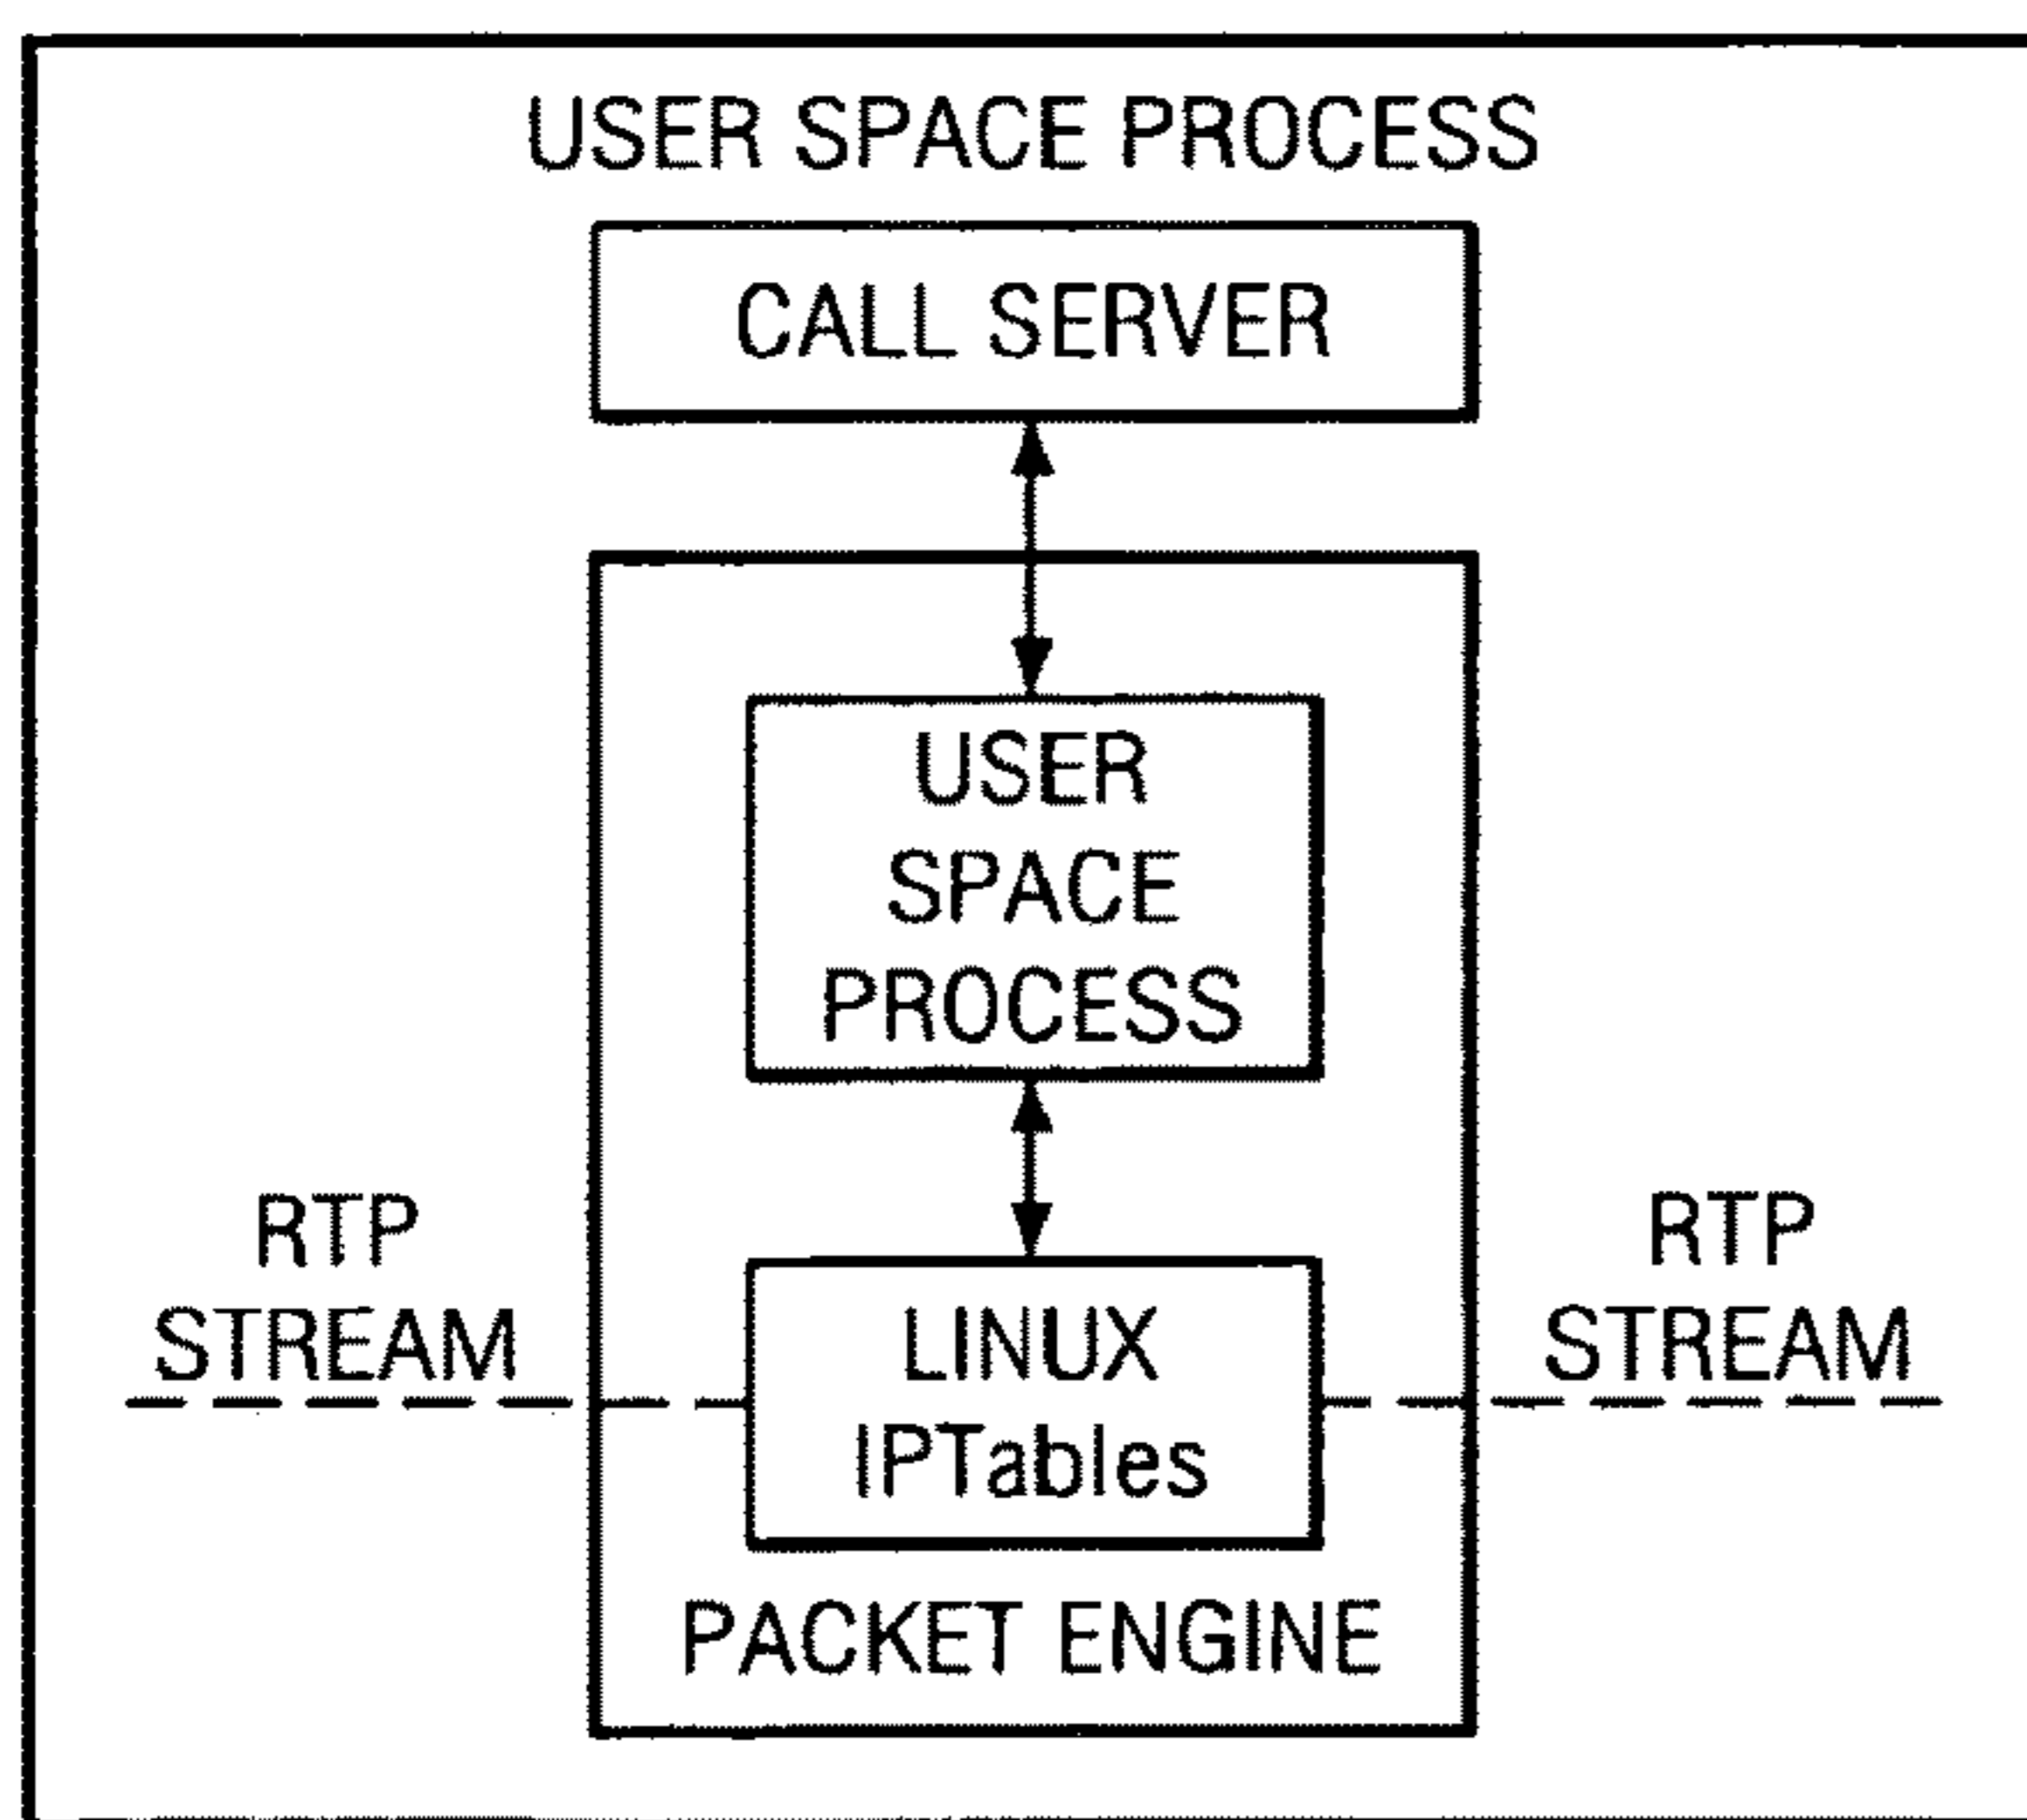 USER SPACE PROCESS
CALL SERVER
USER
SPACE
PROCESS
RTP
STREAM
LINUX
IPTables
RTP
STREAM
PACKET ENGINE